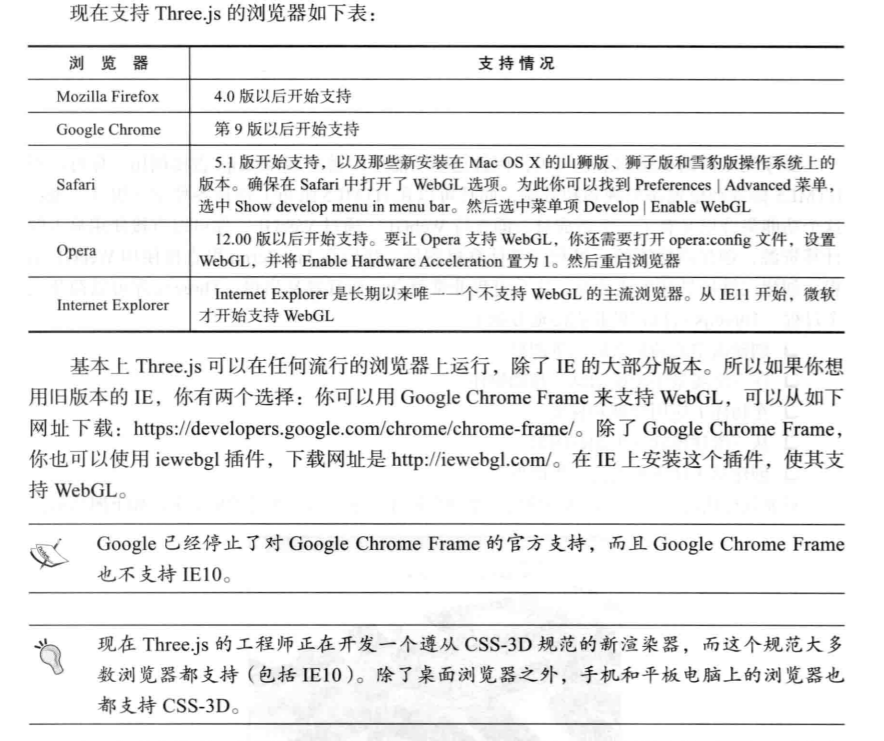 现在支持 Three.js 的浏览器如下表：
浏 览 器 支持情况
Mozilla Firefox 4.0 版以后开始支持
Google Chrome 第 9 版以后开始支持
Safari 5.1 版开始支持，以及那些新安装在 Mac OS X 的山狮版、狮子版和雪豹版操作系统上的
版本。确保在 Safari 中打开了 WebGL 选项。为此你可以找到 Preferences | Advanced 菜单，
选中 Show develop menu in menu bar。然后选中菜单项 Develop | Enable WebGL
Opera 12.00 版以后开始支持。要让 Opera 支持 WebGL，你还需要打开 opera:config 文件，设置
WebGL，并将 Enable Hardware Acceleration 置为 1。然后重启浏览器
Internet Explorer Internet Explorer 是长期以来唯一一个不支持 WebGL 的主流浏览器。从 IE11 开始，微软
才开始支持 WebGL
基本上 Three.js 可以在任何流行的浏览器上运行，除了 IE 的大部分版本。所以如果你想
用旧版本的 IE，你有两个选择：你可以用 Google Chrome Frame 来支持 WebGL，可以从如下
网址下载：https://developers.google.com/chrome/chrome-frame/。除了 Google Chrome Frame，
你也可以使用 iewebgl 插件，下载网址是 http://iewebgl.com/。在 IE 上安装这个插件，使其支
持 WebGL。
Google 已经停止了对 Google Chrome Frame 的官方支持，而且 Google Chrome Frame
也不支持 IE10。
现在 Three.js 的工程师正在开发一个遵从 CSS-3D 规范的新渲染器，而这个规范大多
数浏览器都支持（包括 IE10）。除了桌面浏览器之外，手机和平板电脑上的浏览器也
都支持 CSS-3D。